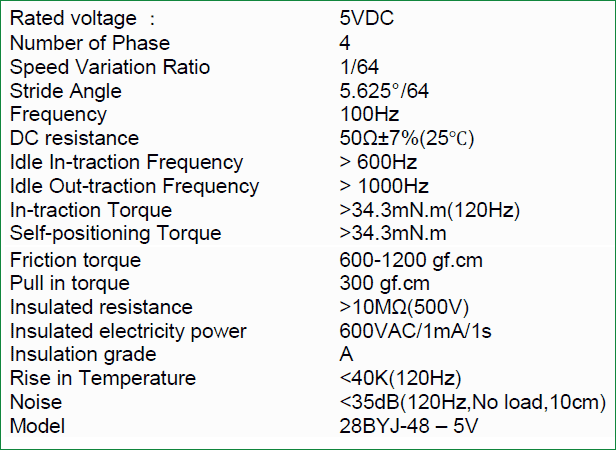 Rated voltage : 5VDC
Number of Phase 4
Speed Variation Ratio 1/64
Stride Angle 5.625°/64
Frequency 100Hz
DC resistance 50Ω±7%(25℃)
Idle In-traction Frequency > 600Hz
Idle Out-traction Frequency > 1000Hz
In-traction Torque >34.3mN.m(120Hz)
Self-positioning Torque >34.3mN.m
Friction torque 600-1200 gf.cm
Pull in torque 300 gf.cm
Insulated resistance >10MΩ(500V)
Insulated electricity power 600VAC/1mA/1s
Insulation grade A
Rise in Temperature <40K(120Hz)
Noise <35dB(120Hz,No load,10cm)
Model 28BYJ-48 – 5V